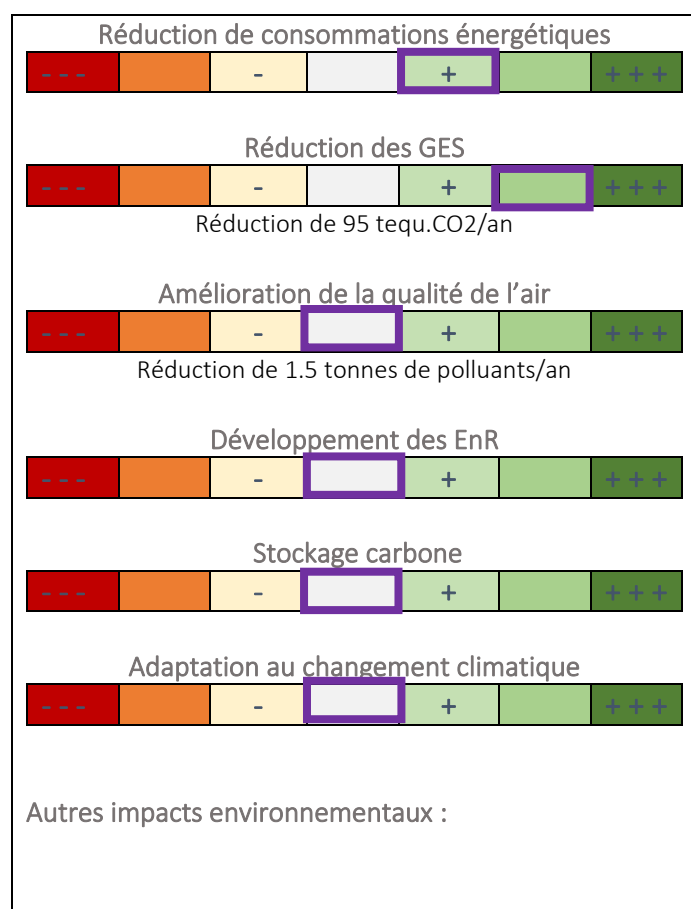 Réduction de consommations énergétiques
- - - - + + + +
Réduction des GES
- - - - + + + +
Réduction de 95 tequ.CO2/an
Amélioration de la qualité de l’air
- - - - + + + +
Réduction de 1.5 tonnes de polluants/an
Développement des EnR
- - - - + + + +
Stockage carbone
- - - - + + + +
Adaptation au changement climatique
- - - - + + + +
Autres impacts environnementaux :